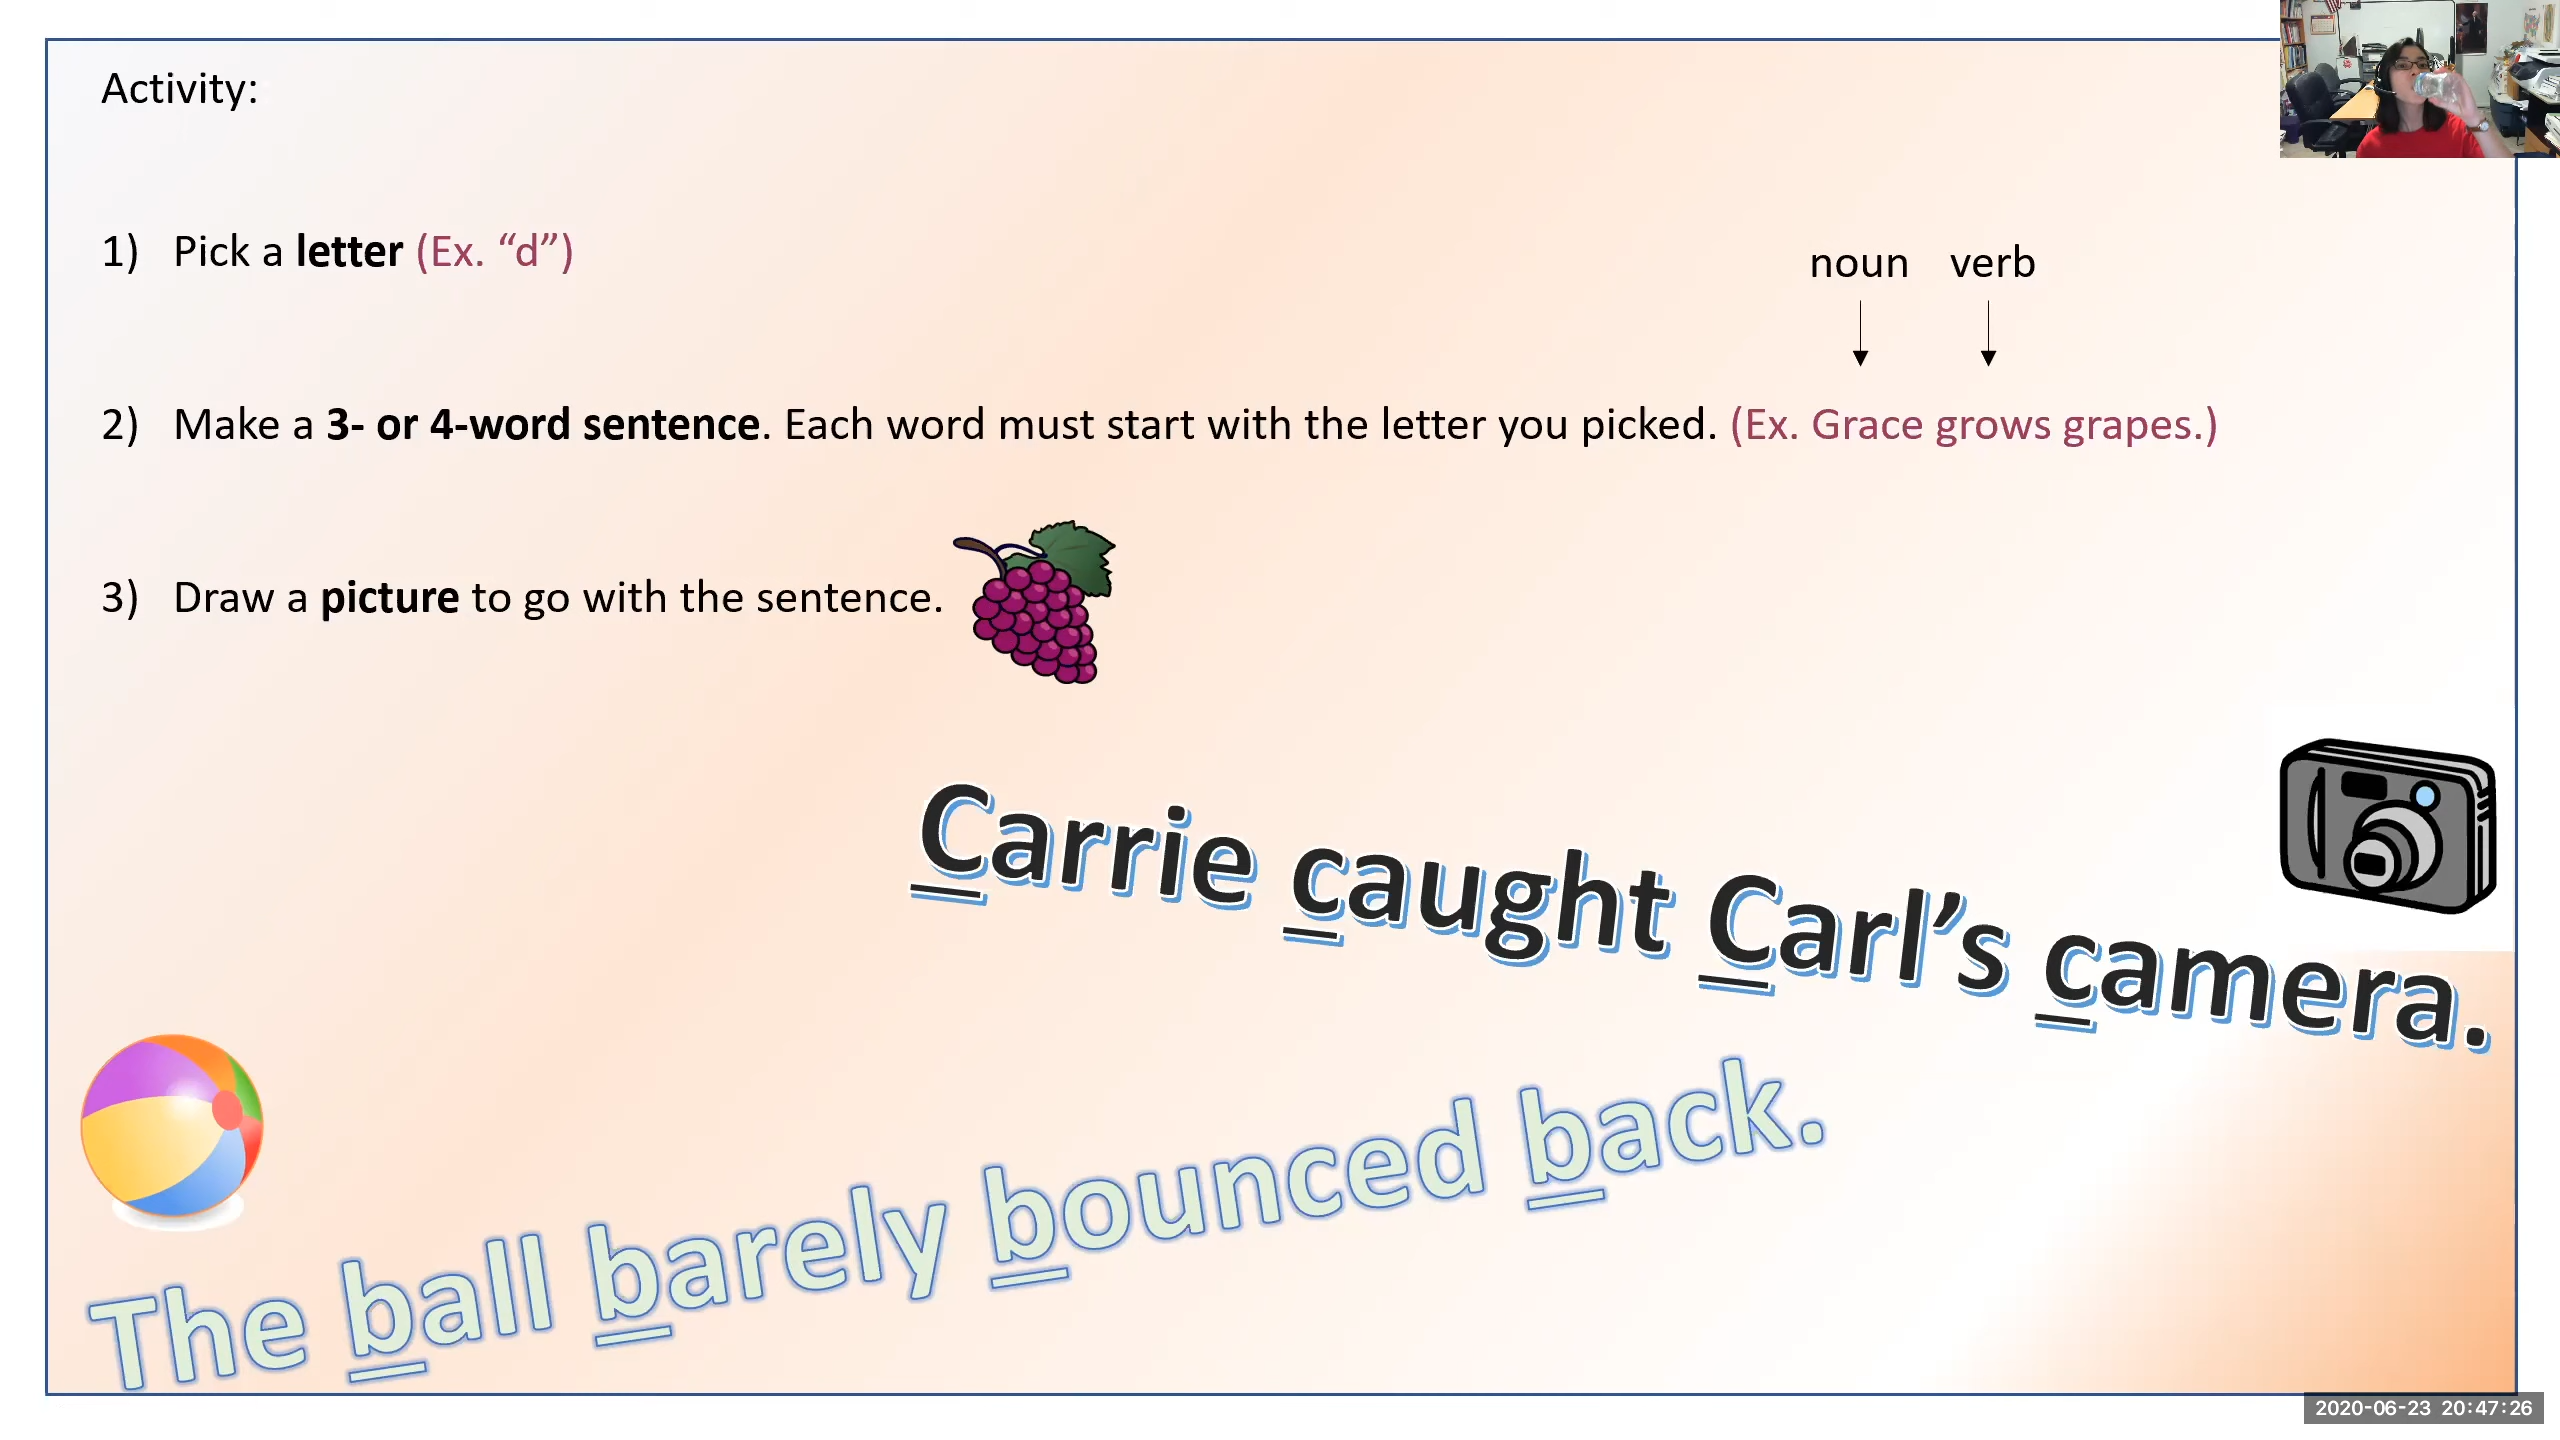 Activity:
noun verb
1) Pick a letter (Ex. “d”)
2) Make a 3- or 4-word sentence. Each word must start with the letter you picked. (Ex. Grace grows grapes.)
3) Draw a picture to go with the sentence.
Carrie caught Carl’s camera.
The ball barely bounced back.
2020-06-23 20:47:26